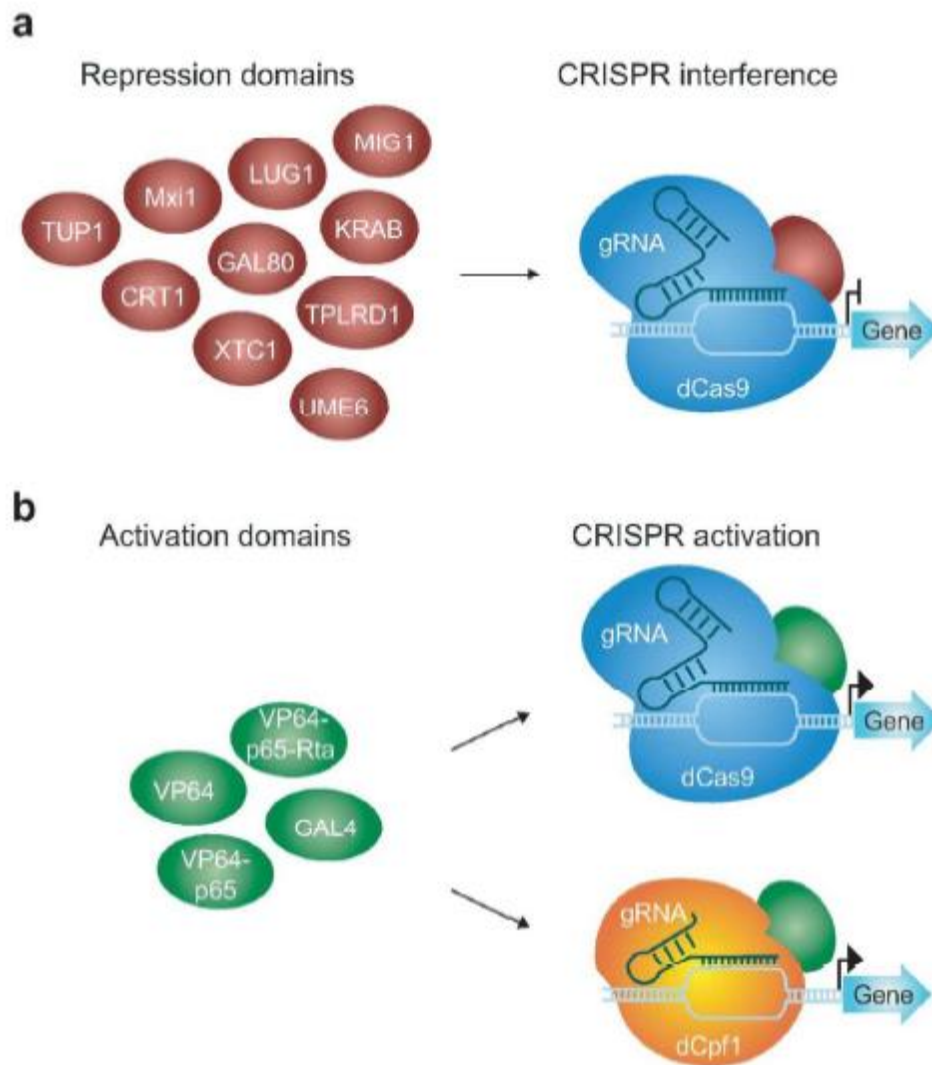 a
Repression domains
CRISPR interference
MIG1
LUG1
Mxi1
TUP1
KRAB
GAL80
CRT1
TPLRD1
XTC1
UME6
gRNA
Gene
dCas9
b
Activation domains
CRISPR activation
VP64-
p65-Rta
VP64
GAL4
VP64-
p65
gRNA
Gene
dCas9
gRNA
Gene
dCpf1